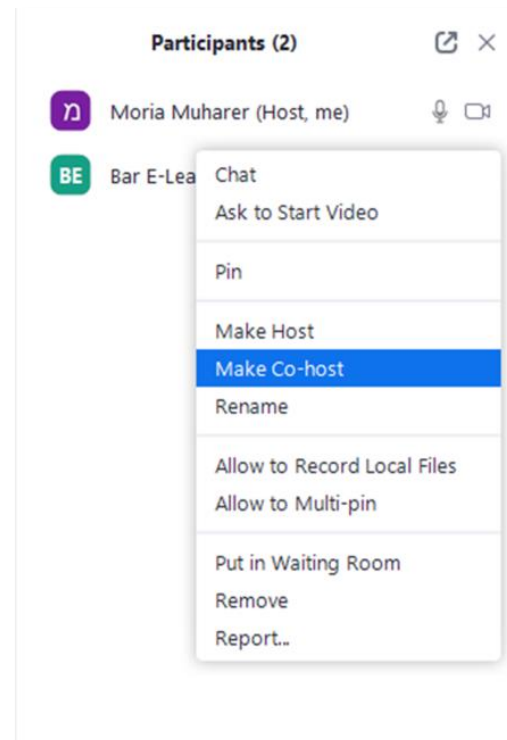 Participants (2)
מ Moria Muharer (Host, me)
BE Bar E-Lea
Chat
Ask to Start Video
Pin
Make Host
Make Co-host
Rename
Allow to Record Local Files
Allow to Multi-pin
Put in Waiting Room
Remove
Report...